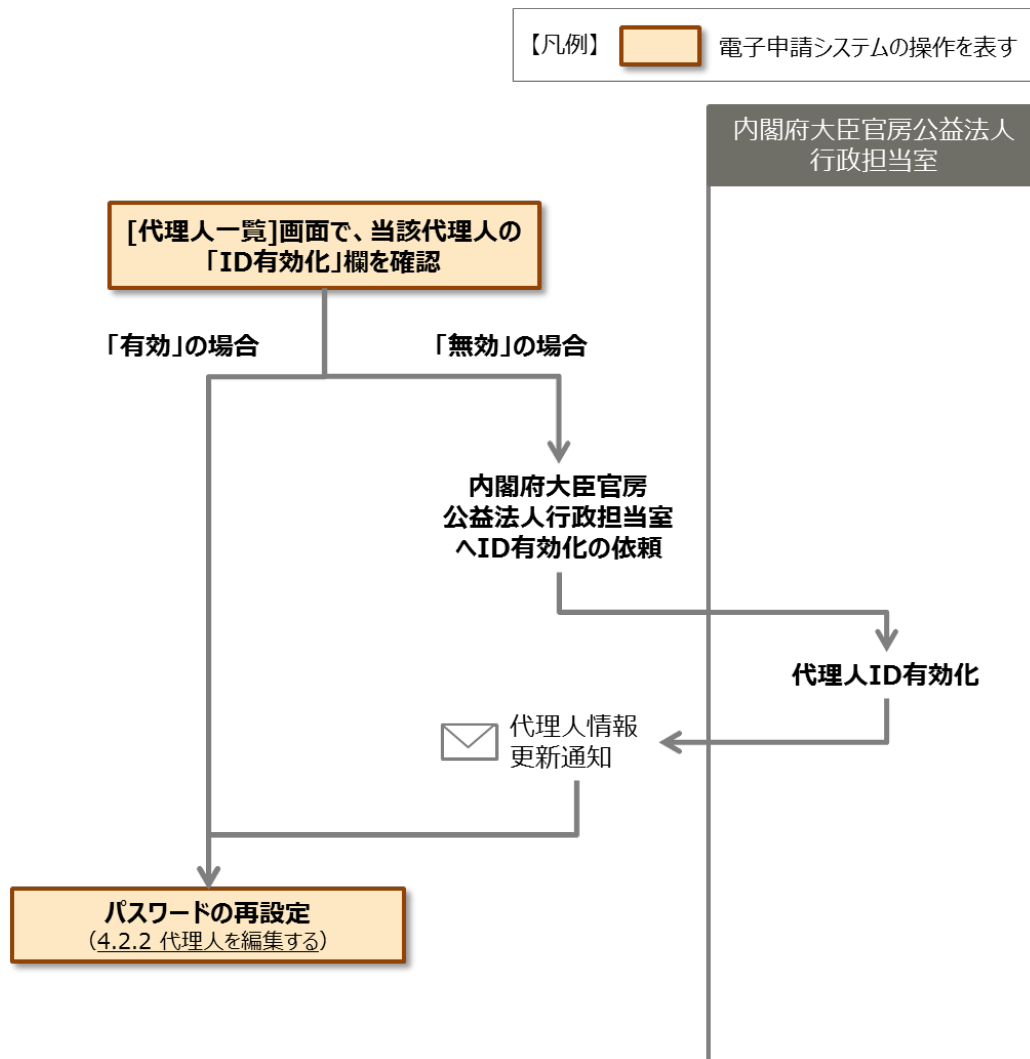 【凡例】 電子申請システムの操作を表す
内閣府大臣官房公益法人
行政担当室
[代理人一覧]画面で、当該代理人の
「ID有効化」欄を確認
「有効」の場合 「無効」の場合
内閣府大臣官房
公益法人行政担当室
へID有効化の依頼
代理人ID有効化
代理人情報
更新通知
パスワードの再設定
（4.2.2 代理人を編集する）